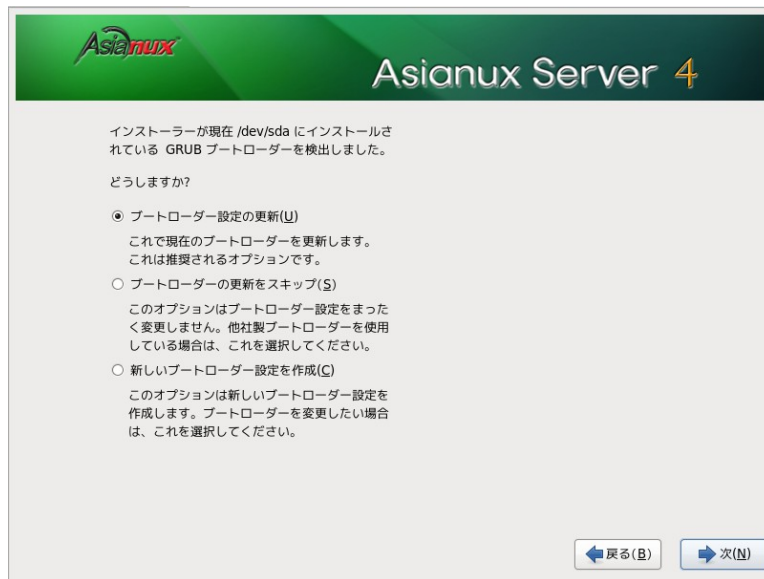 Asianux
Asianux Server 4
インストーラーが現在 /dev/sda にインストールさ
れている GRUB ブートローダーを検出しました。
どうしますか?
ブートローダー設定の更新(U)
これで現在のブートローダーを更新します。
これは推奨されるオプションです。
ブートローダーの更新をスキップ(S)
このオプションはブートローダー設定をまった
く変更しません。他社製ブートローダーを使用
している場合は、これを選択してください。
新しいブートローダー設定を作成(C)
このオプションは新しいブートローダー設定を
作成します。ブートローダーを変更したい場合
は、これを選択してください。
戻る(B)
次(N)